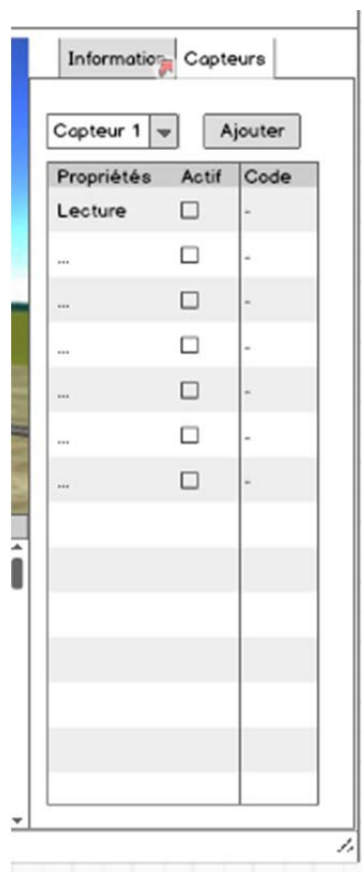 Information Capteurs
Capteur 1 Ajouter
Propriétés Actif Code
Lecture -
... -
... -
... -
... -
... -
... -